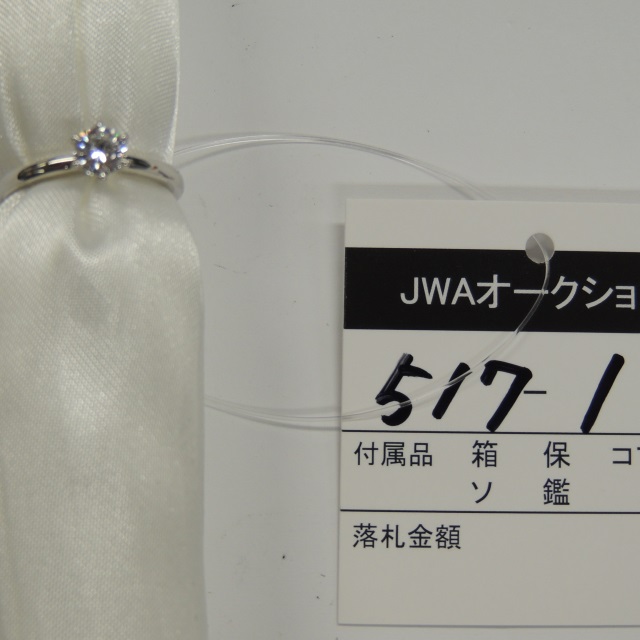 JWAオークショ
517-1
付属品 箱 保 コ
ソ 鑑
落札金額